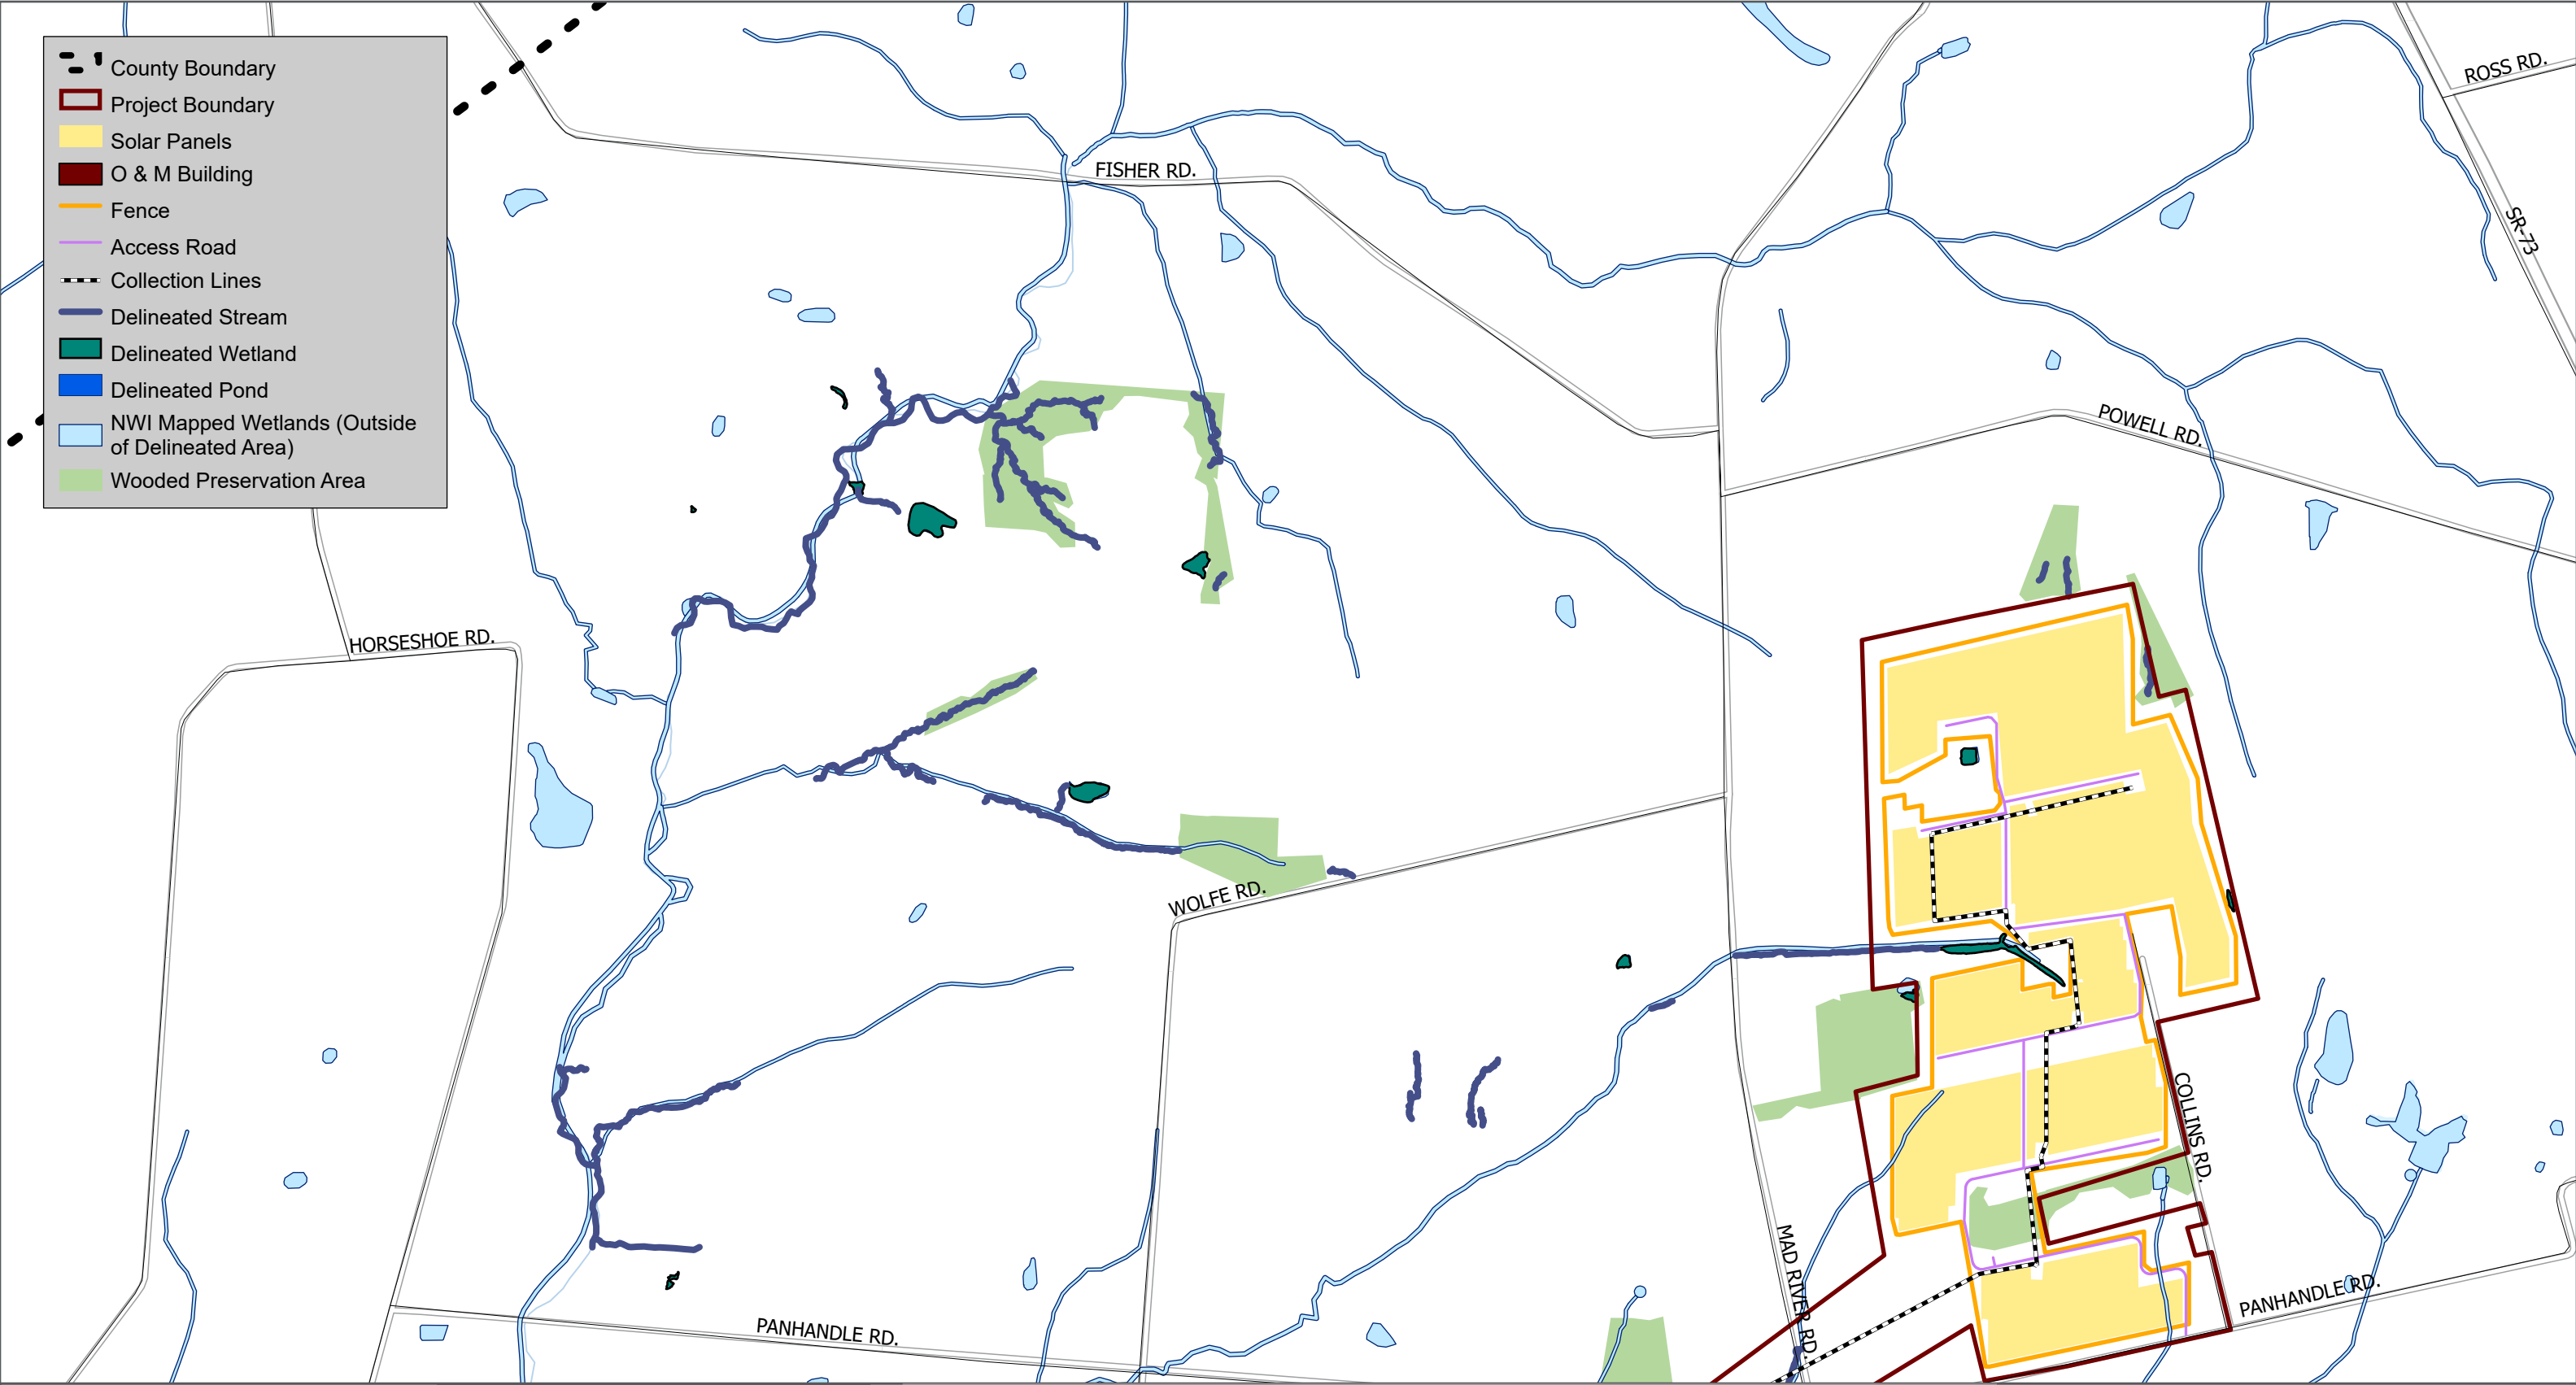 County Boundary
Project Boundary
Solar Panels
O & M Building
Fence
Access Road
Collection Lines
Delineated Stream
Delineated Wetland
Delineated Pond
NWI Mapped Wetlands (Outside
of Delineated Area)
Wooded Preservation Area
ROSS RD.
FISHER RD.
SR-73
POWELL RD.
HORSESHOE RD.
WOLFE RD.
COLLINS RD.
MAD RIVER RD.
PANHANDLE RD.
PANHANDLE RD.